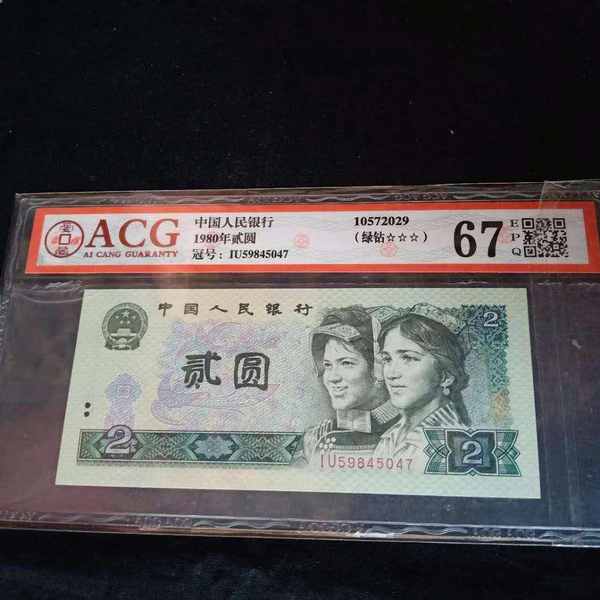 ACG
AI CANG GUARANTY
中国人民银行
1980年贰圆
冠号: IU59845047
10572029
(绿钻☆☆☆)
67
E
P
Q
中国人民银行
贰圆
2
2
2
IU59845047